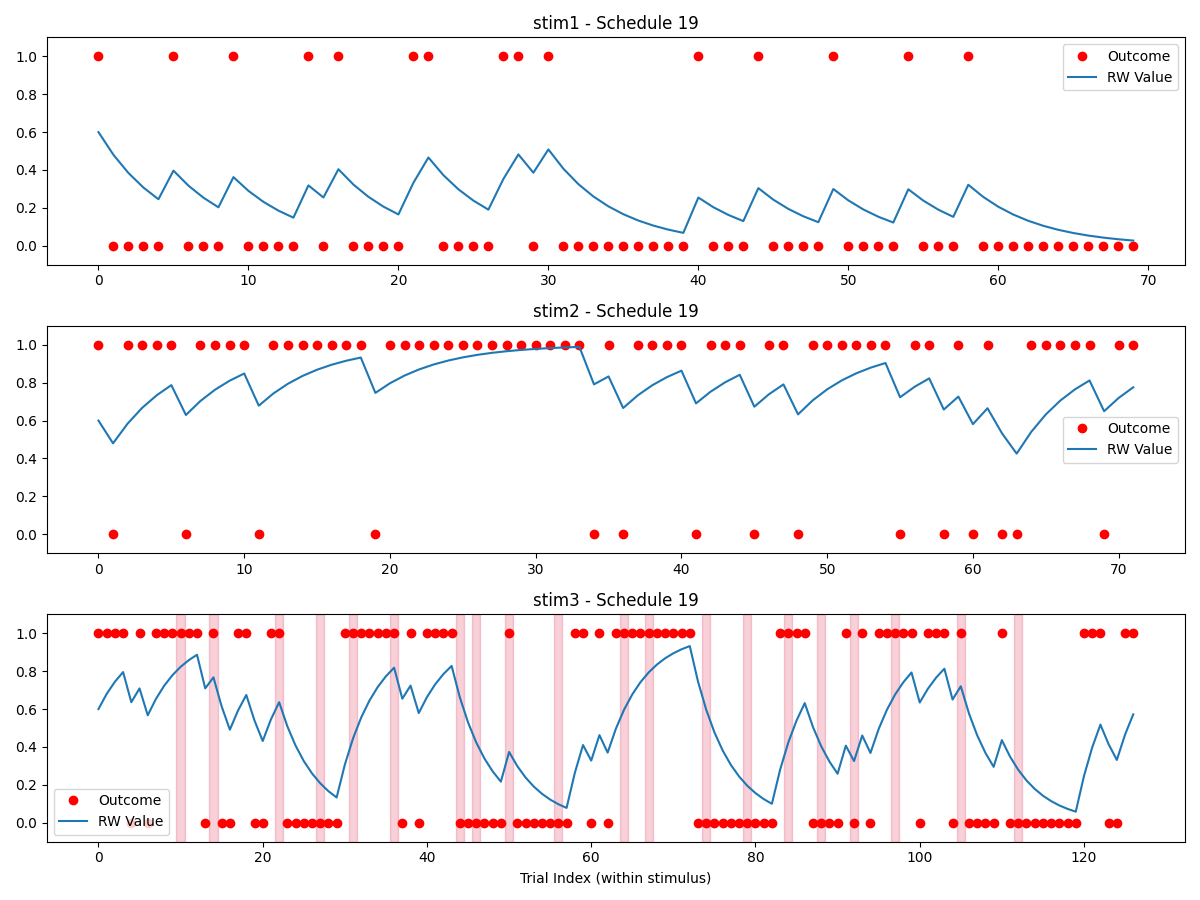 stim1 - Schedule 19
1.0
0.8
0.6
0.4
0.2
0.0
Outcome
RW Value
0 10 20 30 40 50 60 70
stim2 - Schedule 19
1.0
0.8
0.6
0.4
0.2
0.0
Outcome
RW Value
0 10 20 30 40 50 60 70
stim3 - Schedule 19
1.0
0.8
0.6
0.4
0.2
0.0
Outcome
RW Value
0 20 40 60 80 100 120
Trial Index (within stimulus)